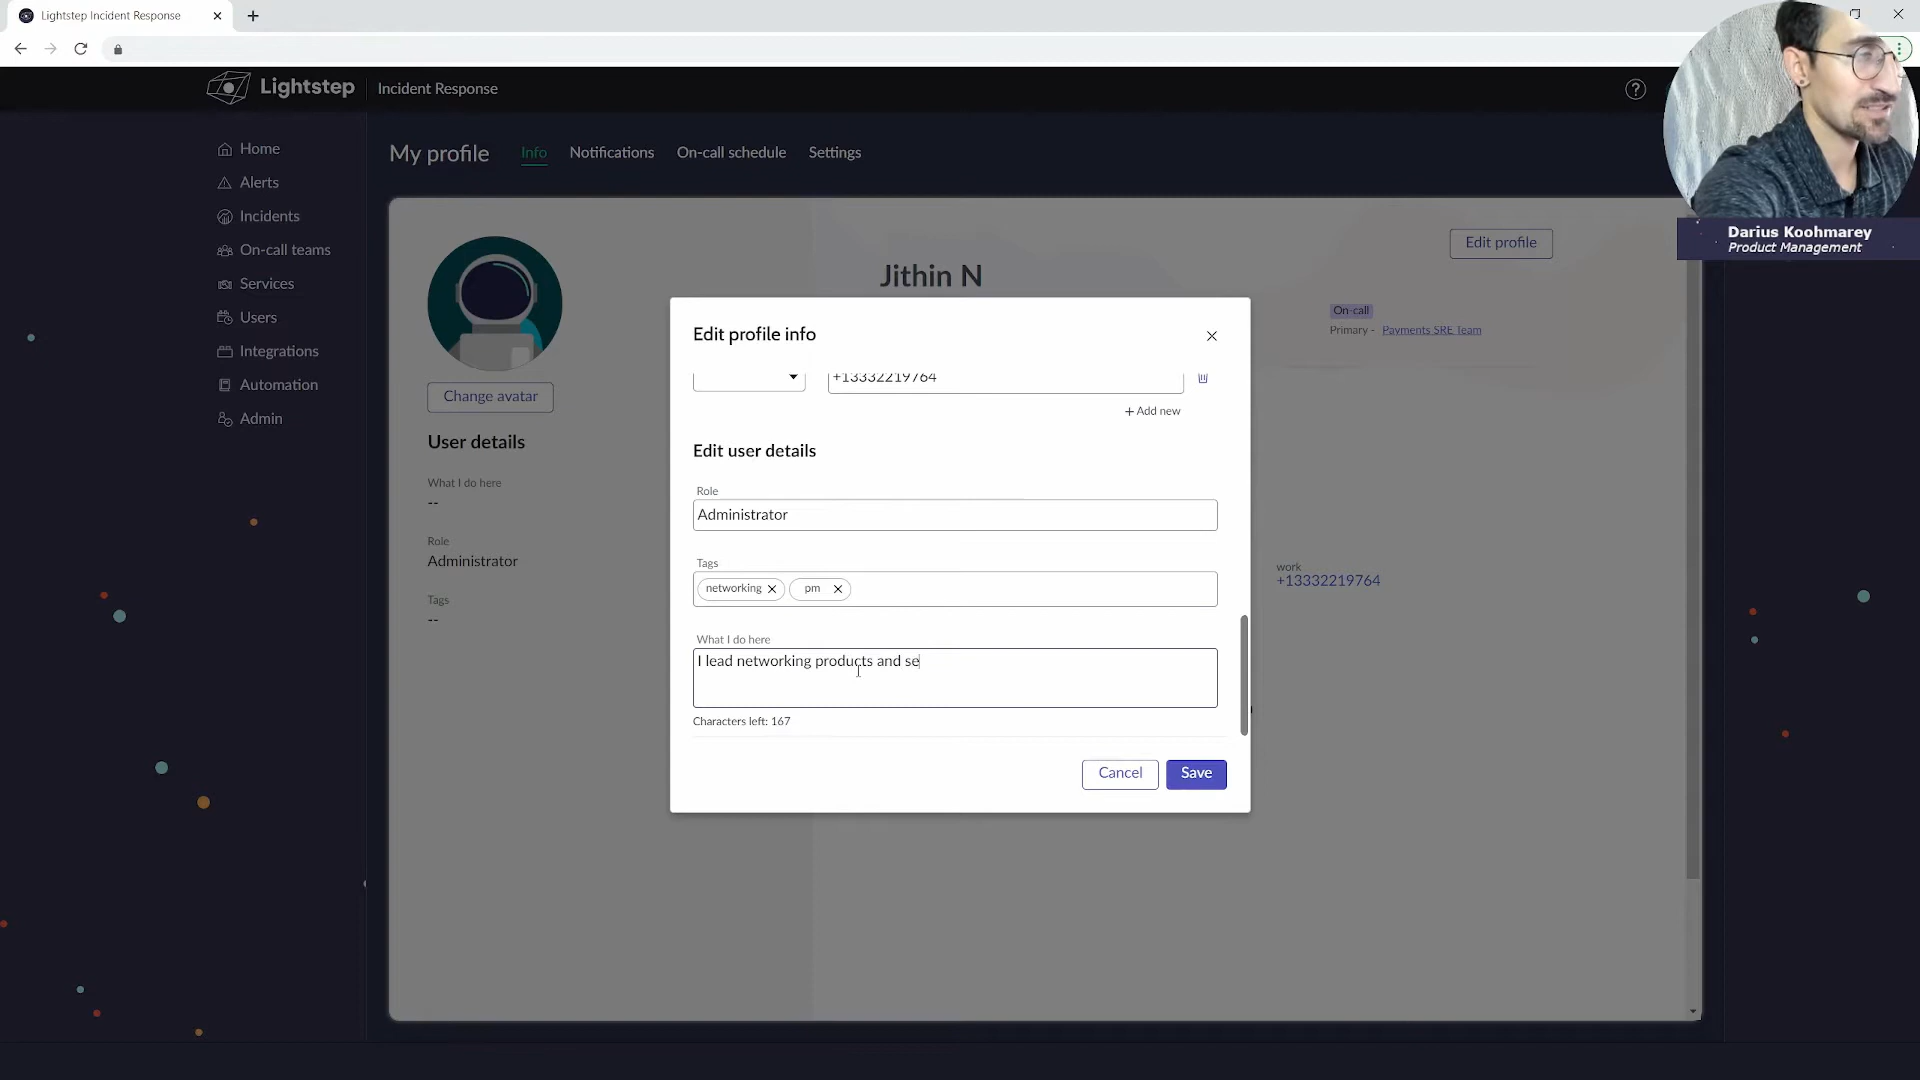 Lightstep Incident Response
Lightstep
Incident Response
?
Home
Alerts
Incidents
On-call teams
Services
Users
Integrations
Automation
Admin
My profile
Info
Notifications
On-call schedule
Settings
Darius Koohmarey
Product Management
Change avatar
User details
What I do here
--
Role
Administrator
Tags
--
Jithin N
Edit profile
On-call
Primary - Payments SRE Team
work
+13332219764
Edit profile info
+13332219764
+ Add new
Edit user details
Role
Administrator
Tags
networking
pm
What I do here
I lead networking products and se
Characters left: 167
Cancel
Save